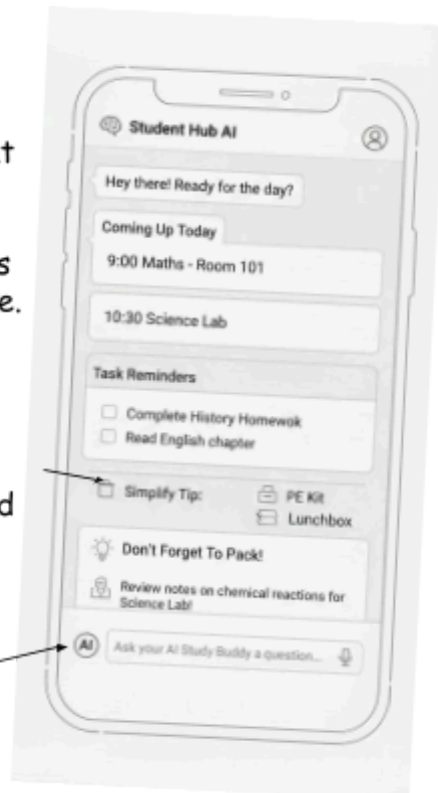 t
s
e.
d
Student Hub AI
Hey there! Ready for the day?
Coming Up Today
9:00 Maths - Room 101
10:30 Science Lab
Task Reminders
Complete History Homewok
Read English chapter
Simplify Tip:
PE Kit
Lunchbox
Don't Forget To Pack!
Review notes on chemical reactions for
Science Lab!
AI
Ask your AI Study Buddy a question...